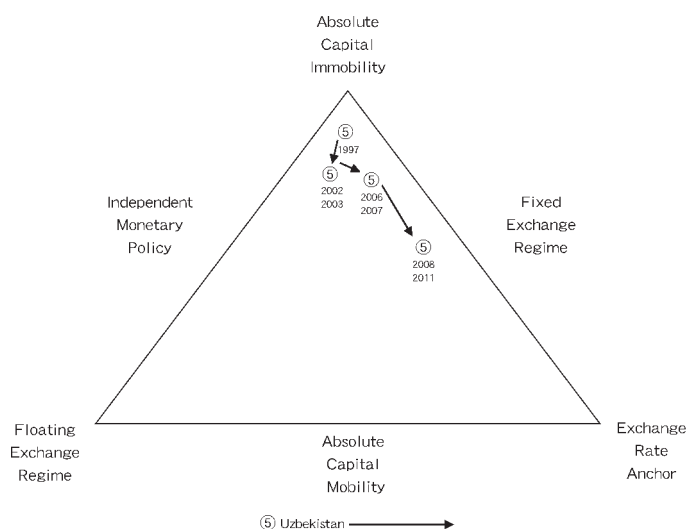 Absolute
Capital
Immobility
⑤
1997
⑤
2002
2003
⑤
2006
2007
Independent
Monetary
Policy
Fixed
Exchange
Regime
⑤
2008
2011
Floating
Exchange
Regime
Absolute
Capital
Mobility
Exchange
Rate
Anchor
⑤ Uzbekistan